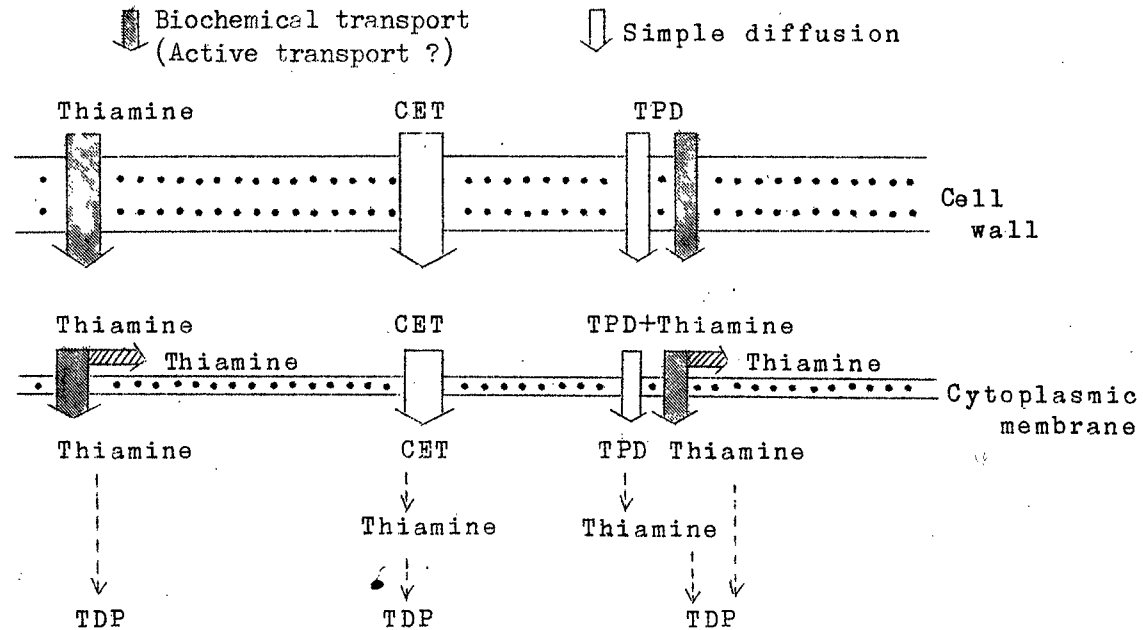 Biochemical transport
(Active transport ?)
Simple diffusion
Thiamine CET TPD
Cell
wall
Thiamine CET TPD+Thiamine
Thiamine Thiamine
Cytoplasmic
membrane
Thiamine CET TPD Thiamine
Thiamine Thiamine
TDP TDP TDP